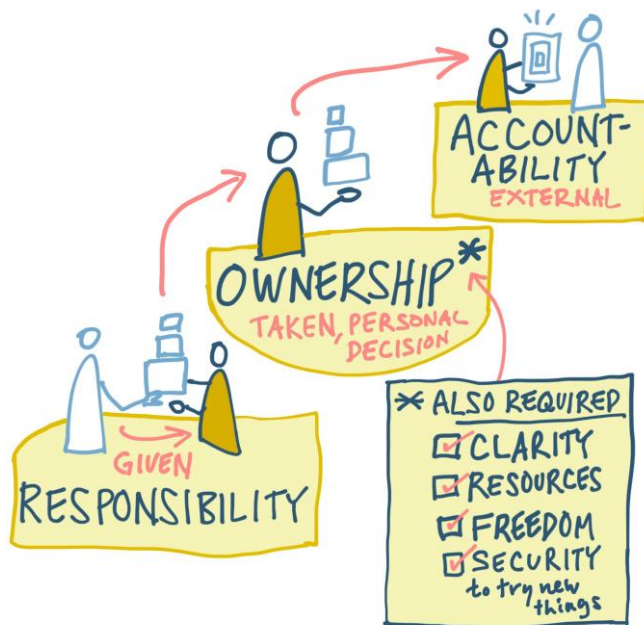 ACCOUNT-
ABILITY
EXTERNAL
OWNERSHIP*
TAKEN, PERSONAL
DECISION
GIVEN
RESPONSIBILITY
* ALSO REQUIRED
CLARITY
RESOURCES
FREEDOM
SECURITY
to try new
things